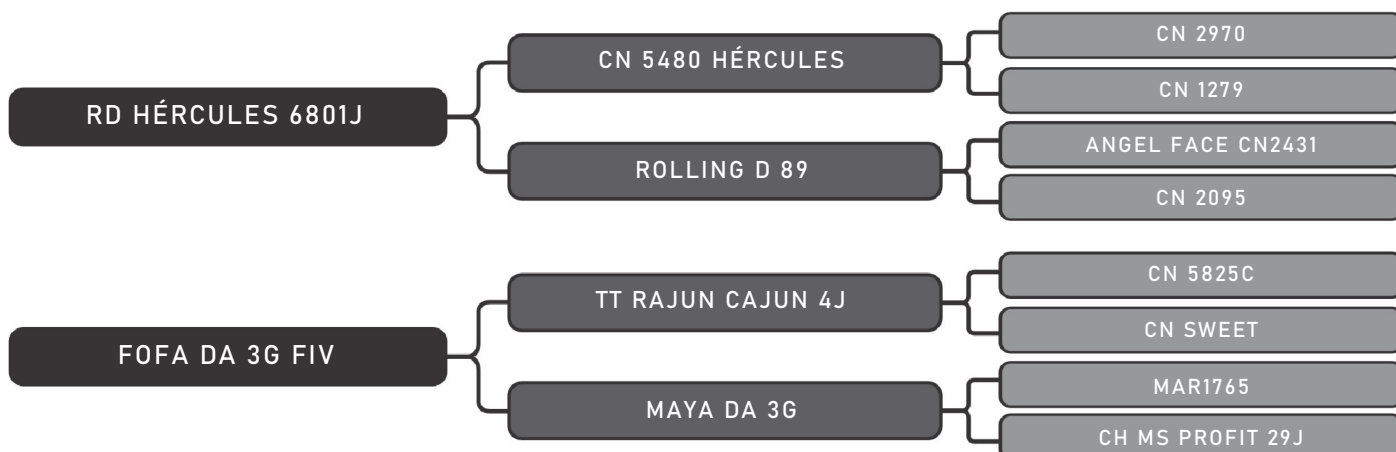 RD HÉRCULES 6801J
CN 5480 HÉRCULES
CN 2970
CN 1279
ROLLING D 89
ANGEL FACE CN2431
CN 2095
FOFA DA 3G FIV
TT RAJUN CAJUN 4J
CN 5825C
CN SWEET
MAYA DA 3G
MAR1765
CH MS PROFIT 29J